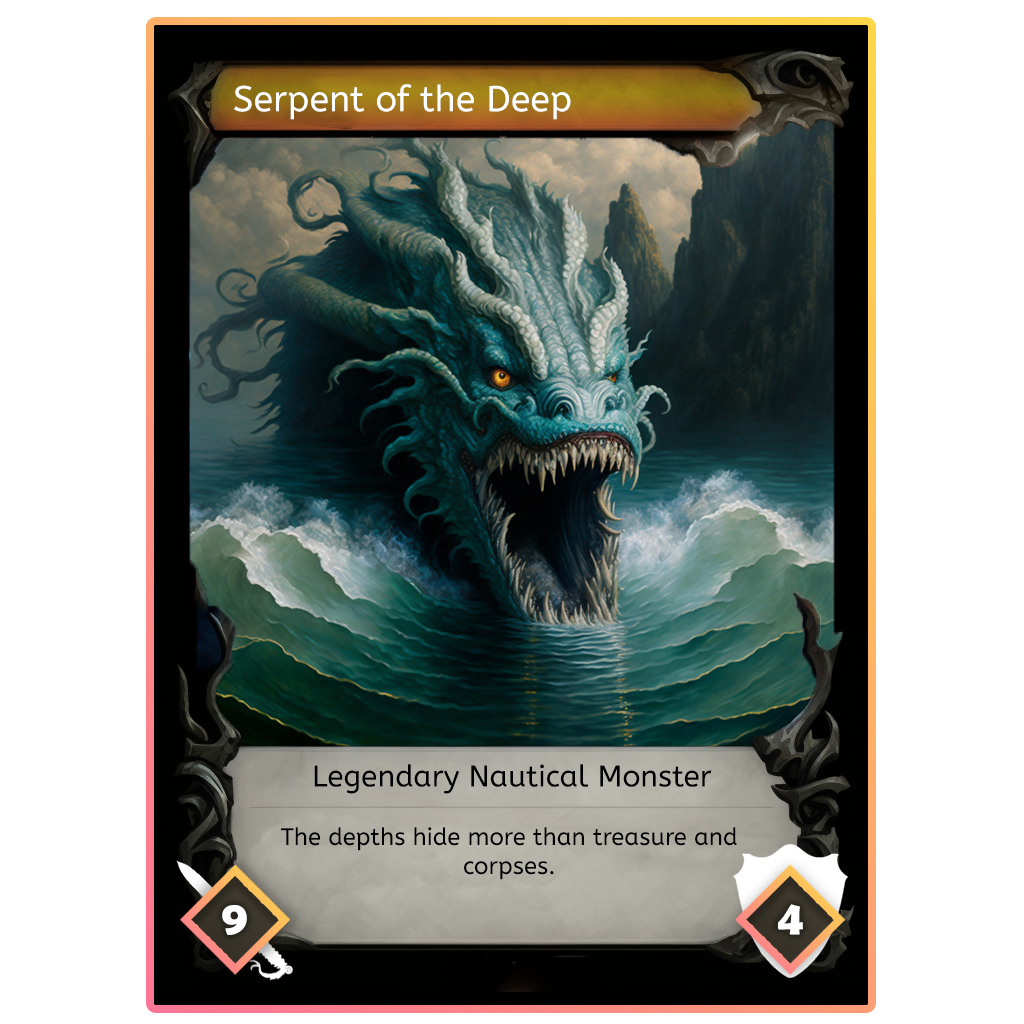 Serpent of the Deep
Legendary Nautical Monster
The depths hide more than treasure and
corpses.
9
4